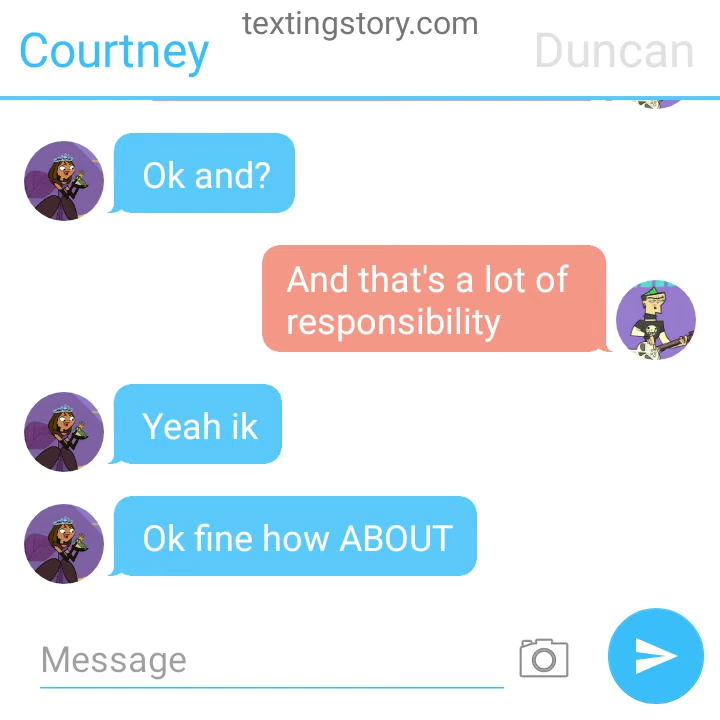 textingstory.com
Courtney
Duncan
Ok and?
And that's a lot of
responsibility
Yeah ik
Ok fine how ABOUT
Message